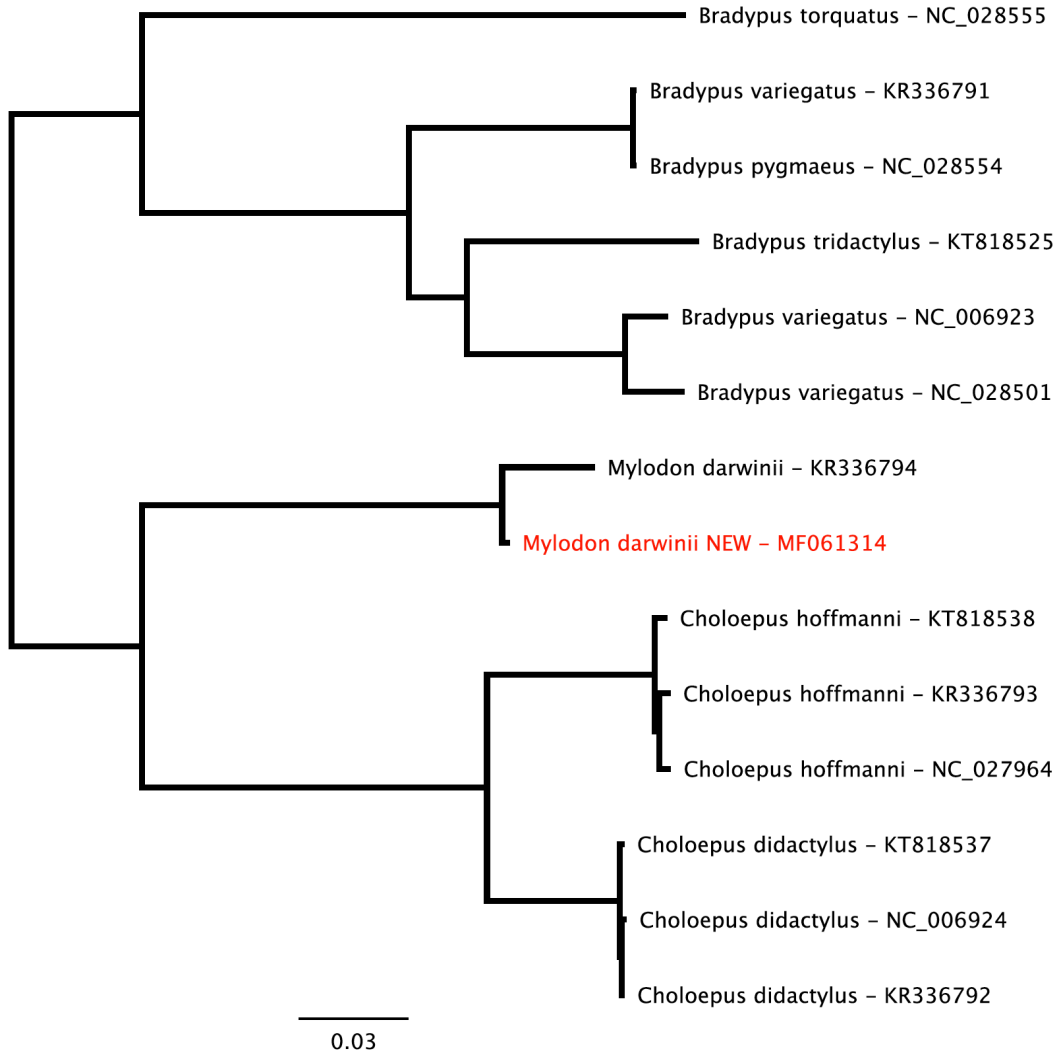 Bradypus torquatus – NC_028555
Bradypus variegatus – KR336791
Bradypus pygmaeus – NC_028554
Bradypus tridactylus – KT818525
Bradypus variegatus – NC_006923
Bradypus variegatus – NC_028501
Mylodon darwinii – KR336794
Mylodon darwinii NEW – MF061314
Choloepus hoffmanni – KT818538
Choloepus hoffmanni – KR336793
Choloepus hoffmanni – NC_027964
Choloepus didactylus – KT818537
Choloepus didactylus – NC_006924
Choloepus didactylus – KR336792
0.03